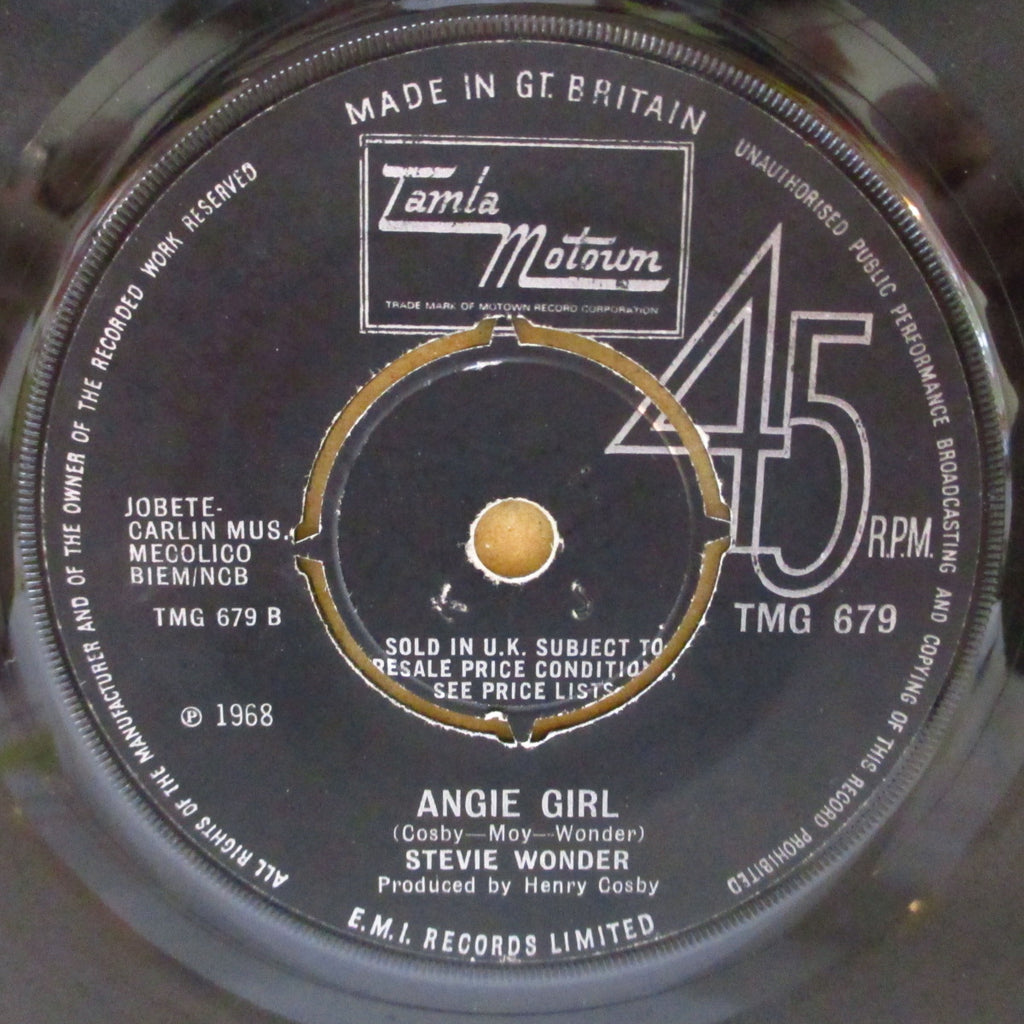 MADE IN GT. BRITAIN
Tamla
Motown
TRADE MARK OF MOTOWN RECORD CORPORATION
UNAUTHORISED PUBLIC PERFORMANCE BROADCASTING AND COPYING OF THIS RECORD PROHIBITED
ALL RIGHTS OF THE MANUFACTURER AND OF THE OWNER OF THE RECORDED WORK RESERVED
45
R.P.M.
JOBETE-
CARLIN MUS.
MECOLICO
BIEM/NCB
TMG 679 B
TMG 679
SOLD IN U.K. SUBJECT TO
RESALE PRICE CONDITIONS,
SEE PRICE LISTS
℗ 1968
ANGIE GIRL
(Cosby—Moy—Wonder)
STEVIE WONDER
Produced by Henry Cosby
E.M.I. RECORDS LIMITED